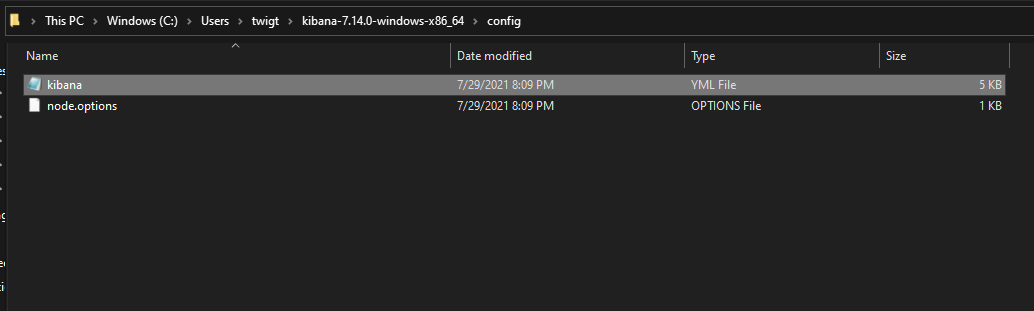 This PC > Windows (C:) > Users > twigt > kibana-7.14.0-windows-x86_64 > config
Name Date modified Type Size
kibana 7/29/2021 8:09 PM YML File 5 KB
node.options 7/29/2021 8:09 PM OPTIONS File 1 KB